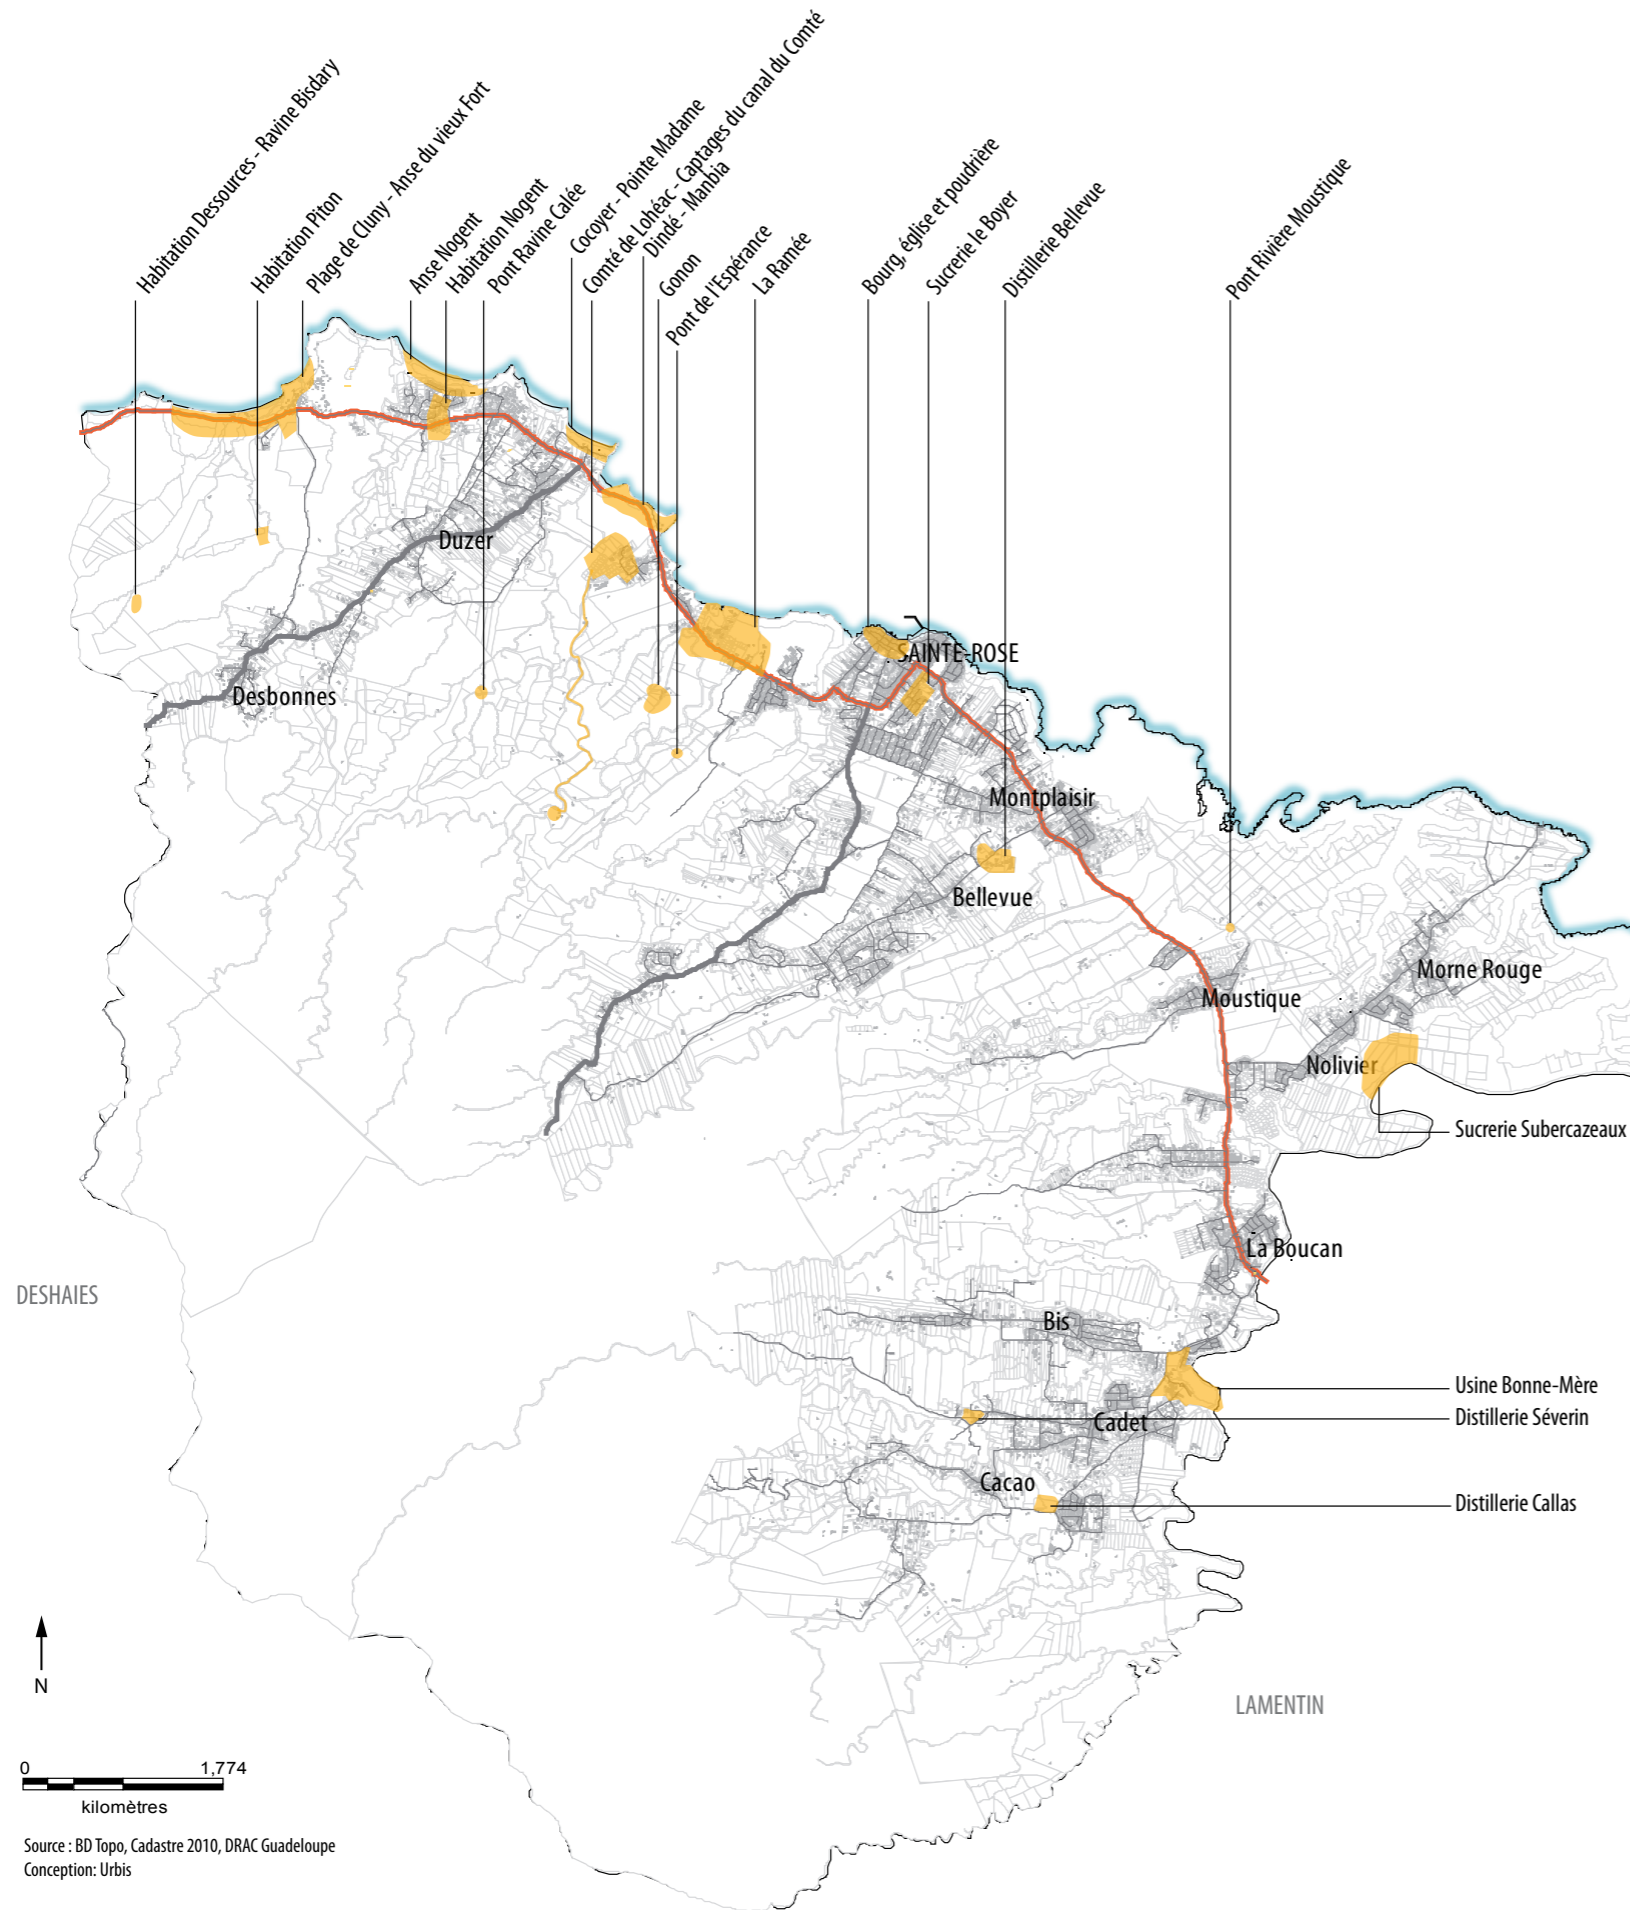 Habitation Dessources - Ravine Bisdary
Habitation Piton
Plage de Cluny - Anse du vieux Fort
Anse Nogent
Habitation Nogent
Pont Ravine Calée
Cocoyer - Pointe Madame
Comté de Lohéac - Captages du canal du Comté
Dindé - Manbia
Gonon
Pont de l'Espérance
La Ramée
Bourg, église et poudrière
Sucrerie le Boyer
Distillerie Bellevue
Pont Rivière Moustique
Duzer
SAINTE-ROSE
Desbonnes
Montplaisir
Bellevue
Morne Rouge
Moustique
Nolivier
Sucrerie Subercazeaux
La Boucan
DESHAIES
Bis
Usine Bonne-Mère
Distillerie Séverin
Cadet
Cacao
Distillerie Callas
N
LAMENTIN
0 1,774
kilomètres
Source : BD Topo, Cadastre 2010, DRAC Guadeloupe
Conception: Urbis